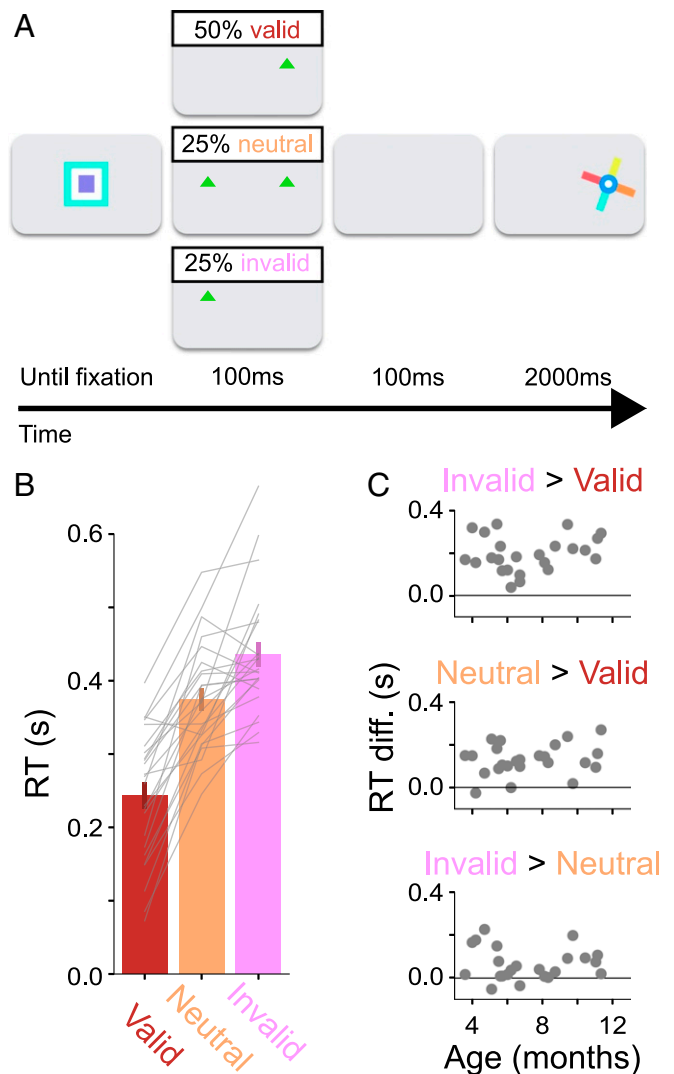 A
50% valid
25% neutral
25% invalid
Until fixation 100ms 100ms 2000ms
Time
B
0.6
0.4
0.2
0.0
RT (s)
Valid
Neutral
Invalid
C
Invalid > Valid
0.4
0.0
Neutral > Valid
0.4
0.0
RT diff. (s)
Invalid > Neutral
0.4
0.0
4 8 12
Age (months)